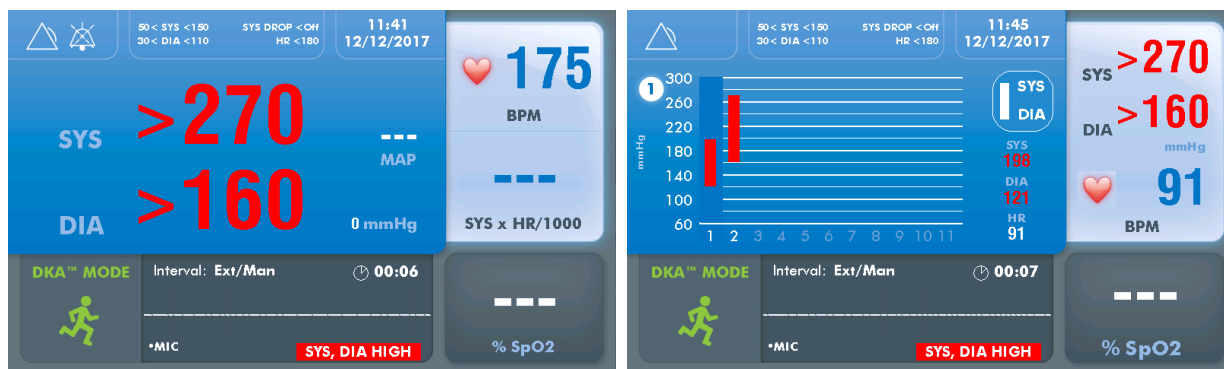 50< SYS <150 SYS DROP <Off
30< DIA <110 HR <180
11:41
12/12/2017
SYS >270
--- MAP
DIA >160
0 mmHg
175
BPM
---
SYS x HR/1000
DKA™ MODE
Interval: Ext/Man 00:06
•MIC
SYS, DIA HIGH
---
% SpO2
50< SYS <150 SYS DROP <Off
30< DIA <110 HR <180
11:45
12/12/2017
1
mmHg
300
260
220
180
140
100
60
1 2 3 4 5 6 7 8 9 10 11
SYS
DIA
SYS
198
DIA
121
HR
91
SYS >270
DIA >160
mmHg
91
BPM
DKA™ MODE
Interval: Ext/Man 00:07
•MIC
SYS, DIA HIGH
---
% SpO2